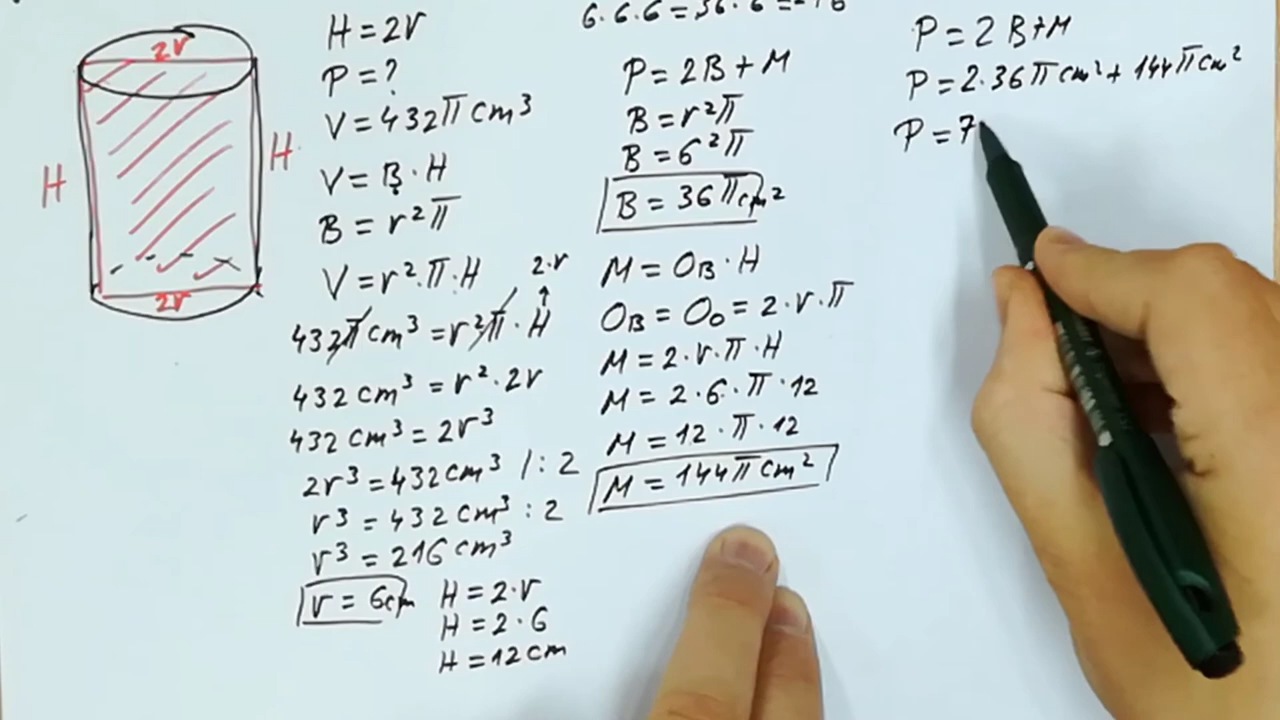 2r
H
H
2r
H = 2r
P = ?
V = 432π cm³
V = B · H
B = r²π
V = r² · π · H
2 · r
↑
432π cm³ = r²π · H
432 cm³ = r² · 2r
432 cm³ = 2r³
2r³ = 432 cm³ / : 2
r³ = 432 cm³ : 2
r³ = 216 cm³
r = 6cm
H = 2 · r
H = 2 · 6
H = 12 cm
6 · 6 · 6 = 36 · 6 = 216
P = 2B + M
B = r²π
B = 6²π
B = 36π cm²
M = OB · H
OB = OO = 2 · r · π
M = 2 · r · π · H
M = 2 · 6 · π · 12
M = 12 · π · 12
M = 144π cm²
P = 2B + M
P = 2 · 36π cm² + 144π cm²
P = 7